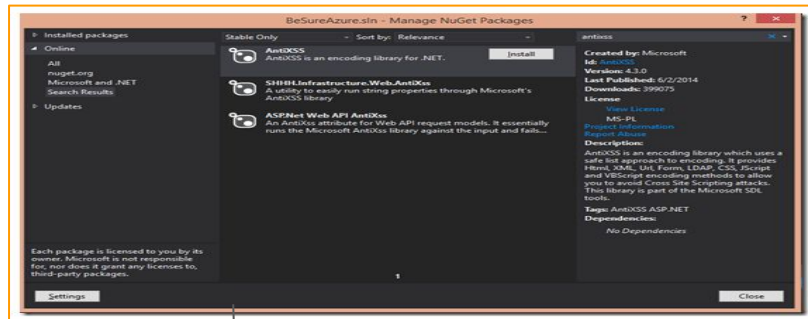 BeSureAzure.sln - Manage NuGet Packages
? ×
Installed packages
Online
All
nuget.org
Microsoft and .NET
Search Results
Updates
Each package is licensed to you by its
owner. Microsoft is not responsible
for, nor does it grant any licenses to,
third-party packages.
Settings
Stable Only
Sort by: Relevance
AntiXSS
AntiXSS is an encoding library for .NET.
Install
SHHH.Infrastructure.Web.AntiXss
A utility to easily run string properties through Microsoft's
AntiXSS library
ASP.Net Web API AntiXss
An AntiXss attribute for Web API request models. It essentially
runs the Microsoft AntiXss library against the input and fails...
1
antixss
Created by: Microsoft
Id: AntiXSS
Version: 4.3.0
Last Published: 6/2/2014
Downloads: 399075
License
View License
MS-PL
Project Information
Report Abuse
Description:
AntiXSS is an encoding library which uses a
safe list approach to encoding. It provides
Html, XML, Url, Form, LDAP, CSS, JScript
and VBScript encoding methods to allow
you to avoid Cross Site Scripting attacks.
This library is part of the Microsoft SDL
tools.
Tags: AntiXSS ASP.NET
Dependencies:
No Dependencies
Close